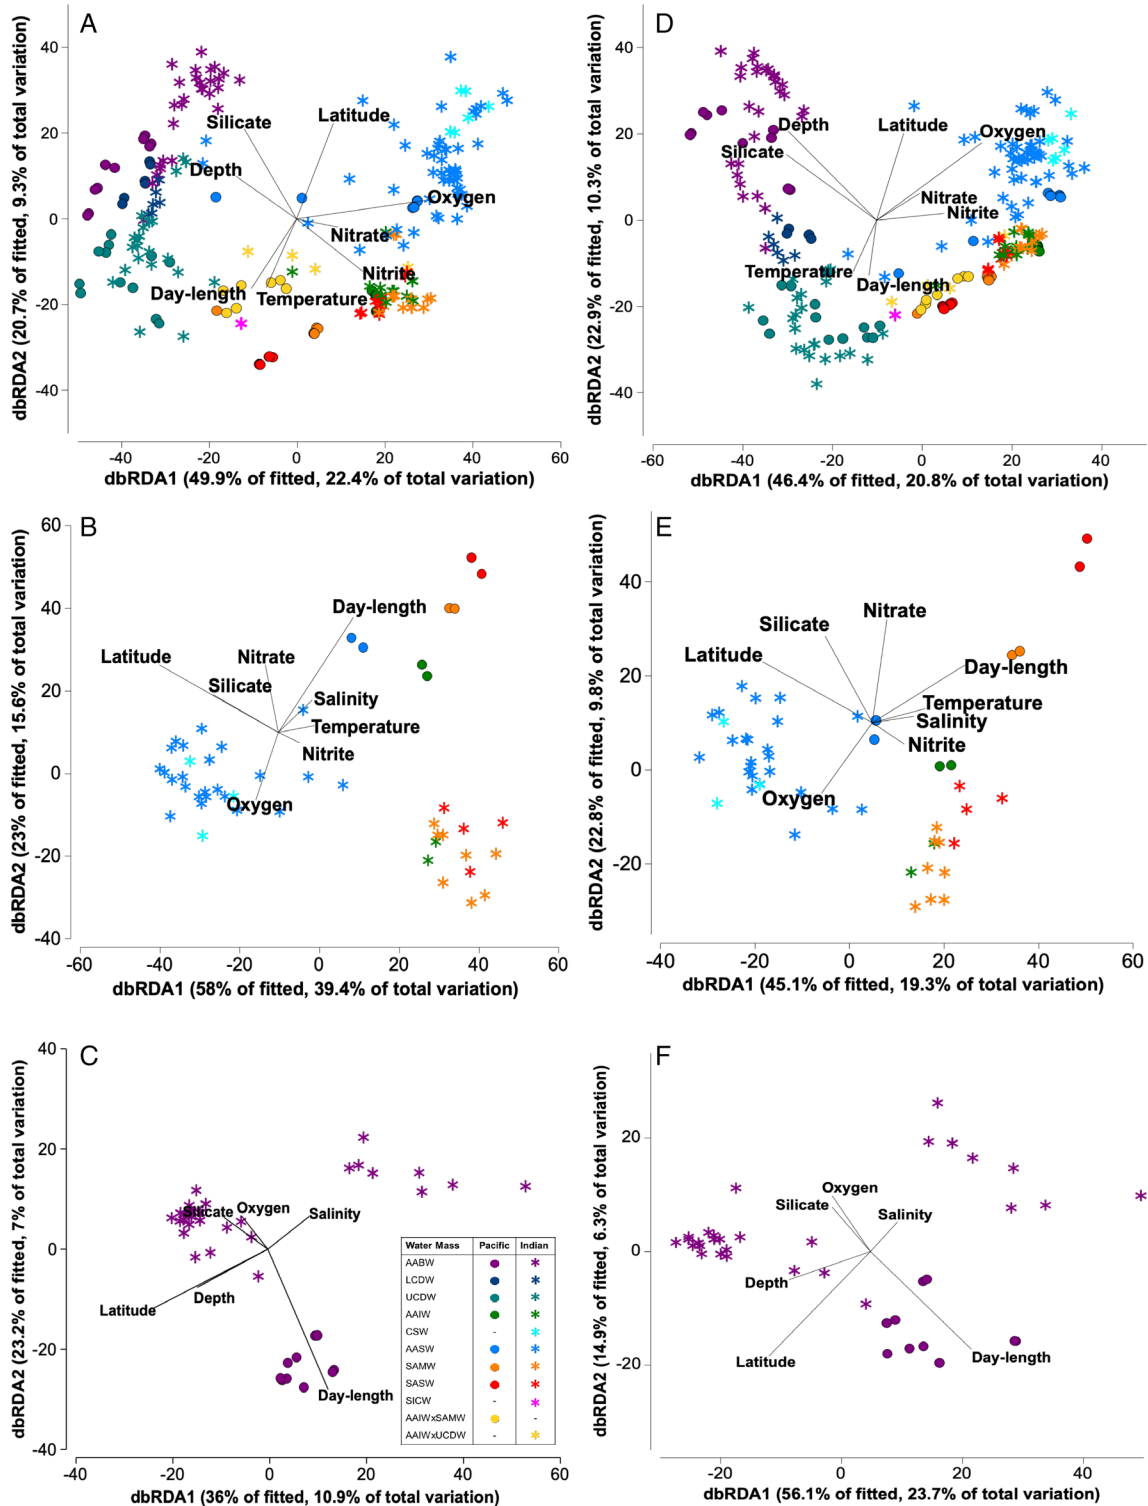 A
dbRDA2 (20.7% of fitted, 9.3% of total variation)
40
20
0
-20
-40
Silicate
Latitude
Depth
Oxygen
Nitrate
Nitrite
Day-length
Temperature
-40
-20
0
20
40
60
dbRDA1 (49.9% of fitted, 22.4% of total variation)
D
dbRDA2 (22.9% of fitted, 10.3% of total variation)
40
20
0
-20
-40
Depth
Latitude
Oxygen
Silicate
Nitrate
Nitrite
Temperature
Day-length
-60
-40
-20
0
20
40
dbRDA1 (46.4% of fitted, 20.8% of total variation)
B
dbRDA2 (23% of fitted, 15.6% of total variation)
60
40
20
0
-20
-40
Day-length
Latitude
Nitrate
Silicate
Salinity
Temperature
Nitrite
Oxygen
-60
-40
-20
0
20
40
60
dbRDA1 (58% of fitted, 39.4% of total variation)
E
dbRDA2 (22.8% of fitted, 9.8% of total variation)
40
20
0
-20
Nitrate
Silicate
Latitude
Day-length
Temperature
Salinity
Nitrite
Oxygen
-40
-20
0
20
40
60
dbRDA1 (45.1% of fitted, 19.3% of total variation)
C
dbRDA2 (23.2% of fitted, 7% of total variation)
40
20
0
-20
-40
Silicate
Oxygen
Salinity
Depth
Latitude
Day-length
-40
-20
0
20
40
60
dbRDA1 (36% of fitted, 10.9% of total variation)
Water Mass Pacific Indian
AABW
LCDW
UCDW
AAIW
CSW -
AASW
SAMW
SASW
SICW -
AAIWxSAMW -
AAIWxUCDW -
F
dbRDA2 (14.9% of fitted, 6.3% of total variation)
20
0
-20
Oxygen
Silicate
Salinity
Depth
Latitude
Day-length
-20
0
20
40
dbRDA1 (56.1% of fitted, 23.7% of total variation)